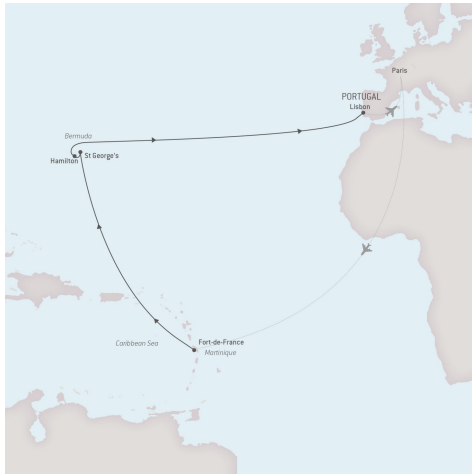 Paris
PORTUGAL
Lisbon
Bermuda
St George's
Hamilton
Caribbean Sea
Fort-de-France
Martinique